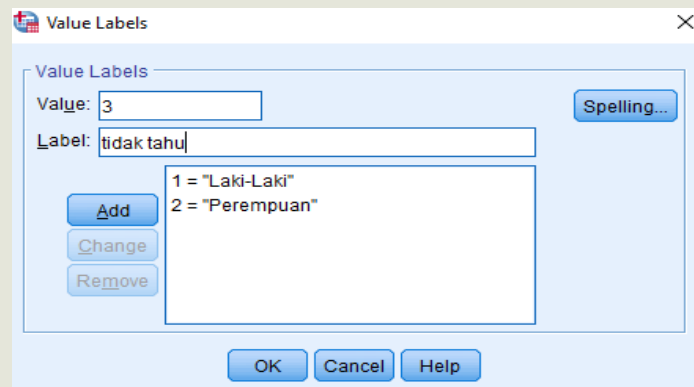 Value Labels
Value Labels
Value: 3
Spelling...
Label: tidak tahu
1 = "Laki-Laki"
2 = "Perempuan"
Add
Change
Remove
OK Cancel Help